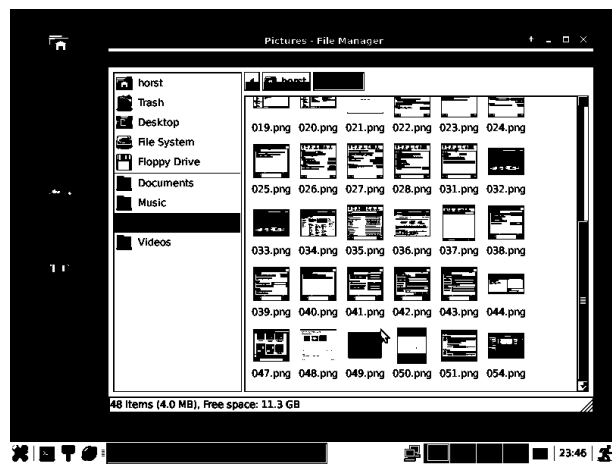 Pictures - File Manager
horst
horst
Trash
Desktop
File System
Floppy Drive
Documents
Music
Videos
019.png 020.png 021.png 022.png 023.png 024.png
025.png 026.png 027.png 028.png 031.png 032.png
033.png 034.png 035.png 036.png 037.png 038.png
039.png 040.png 041.png 042.png 043.png 044.png
047.png 048.png 049.png 050.png 051.png 054.png
48 Items (4.0 MB), Free space: 11.3 GB
23:46